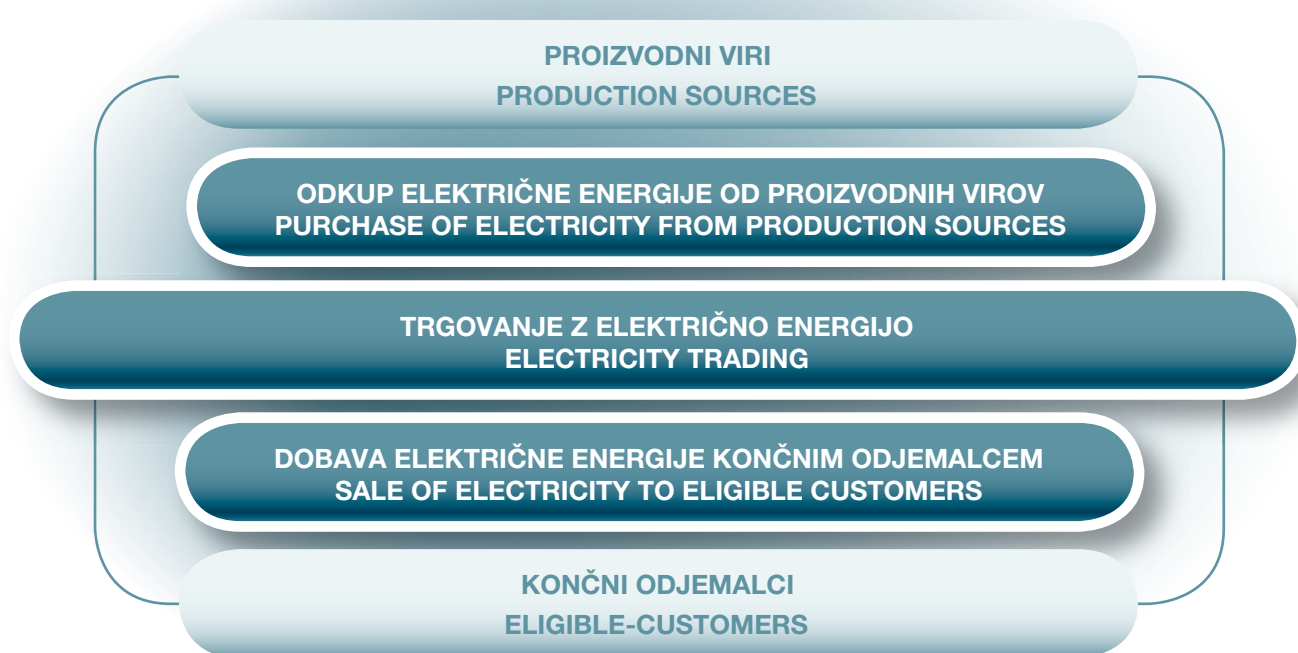 PROIZVODNI VIRI
PRODUCTION SOURCES
ODKUP ELEKTRIČNE ENERGIJE OD PROIZVODNIH VIROV
PURCHASE OF ELECTRICITY FROM PRODUCTION SOURCES
TRGOVANJE Z ELEKTRIČNO ENERGIJO
ELECTRICITY TRADING
DOBAVA ELEKTRIČNE ENERGIJE KONČNIM ODJEMALCEM
SALE OF ELECTRICITY TO ELIGIBLE CUSTOMERS
KONČNI ODJEMALCI
ELIGIBLE-CUSTOMERS